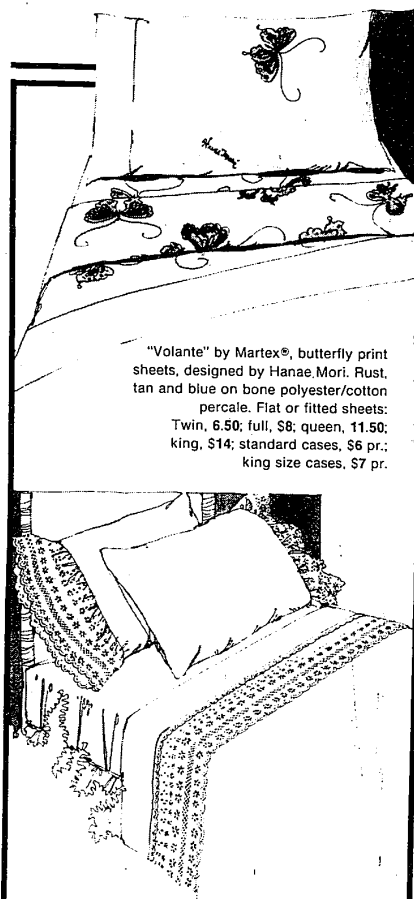 Hanae Mori
"Volante" by Martex®, butterfly print
sheets, designed by Hanae Mori. Rust,
tan and blue on bone polyester/cotton
percale. Flat or fitted sheets:
Twin, 6.50; full, $8; queen, 11.50;
king, $14; standard cases, $6 pr.;
king size cases, $7 pr.